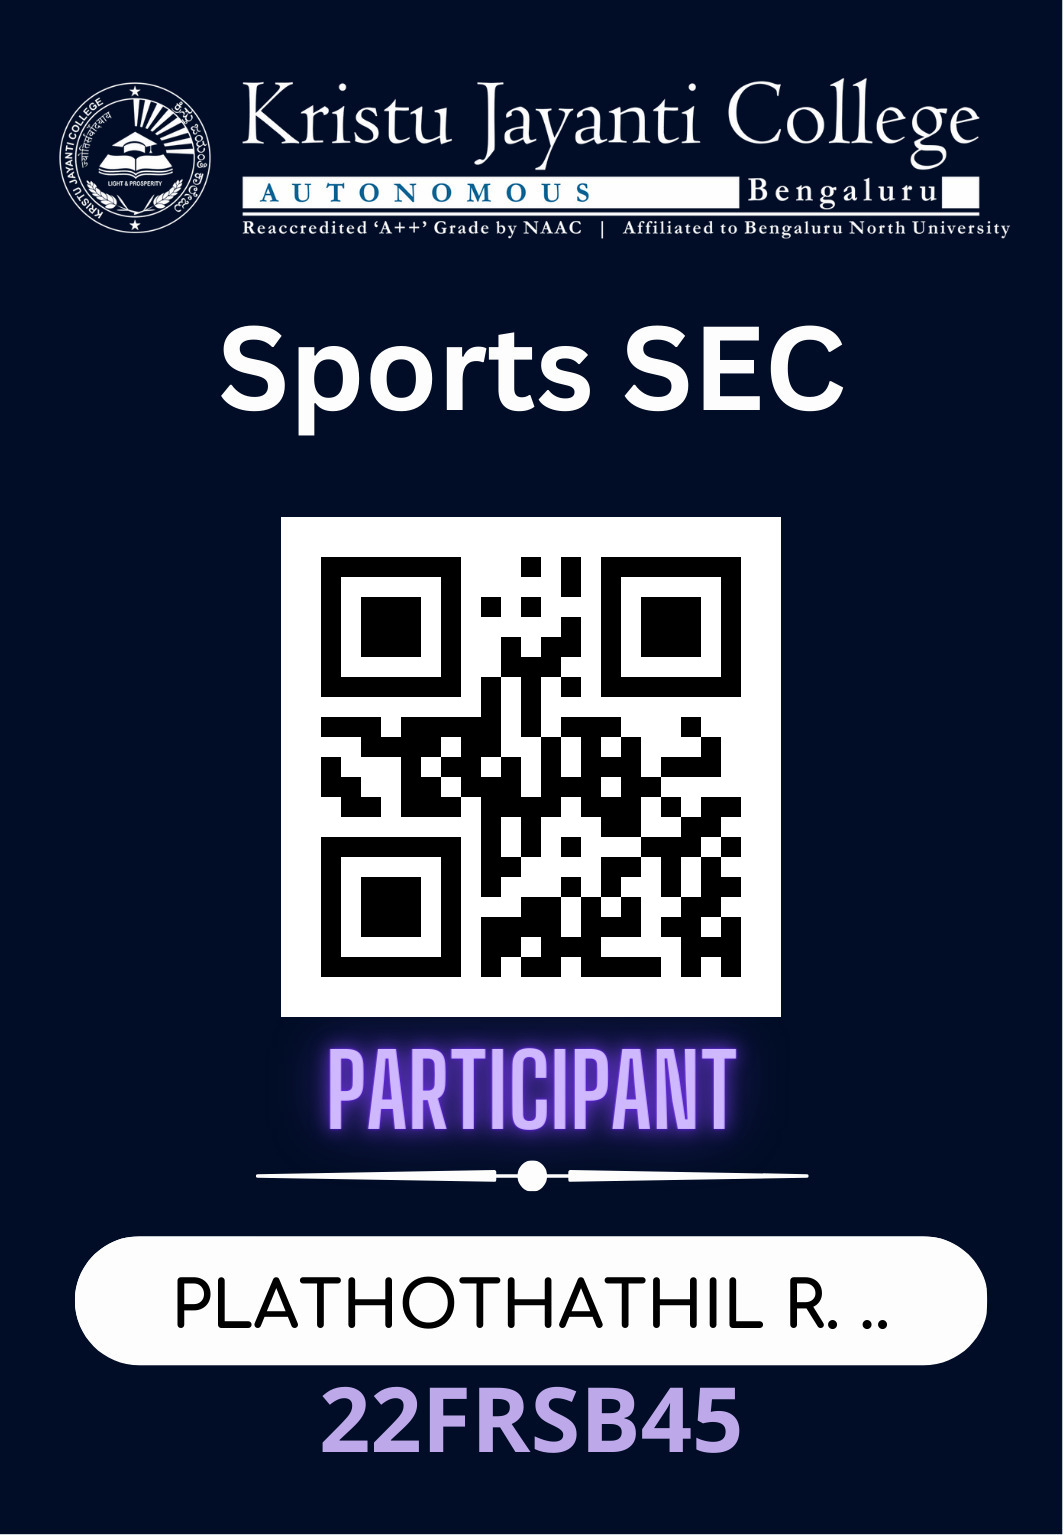 KRISTU JAYANTI COLLEGE
LIGHT & PROSPERITY
Kristu Jayanti College
AUTONOMOUS Bengaluru
Reaccredited ‘A++’ Grade by NAAC | Affiliated to Bengaluru North University
Sports SEC
PARTICIPANT
PLATHOTHATHIL R. ..
22FRSB45